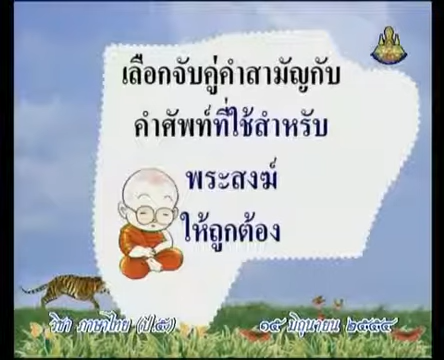 เลือกจับคู่คำสามัญกับ
คำศัพท์ที่ใช้สำหรับ
พระสงฆ์
ให้ถูกต้อง
วิชา ภาษาไทย (ป.๕)
๑๕ มิถุนายน ๒๕๔๔